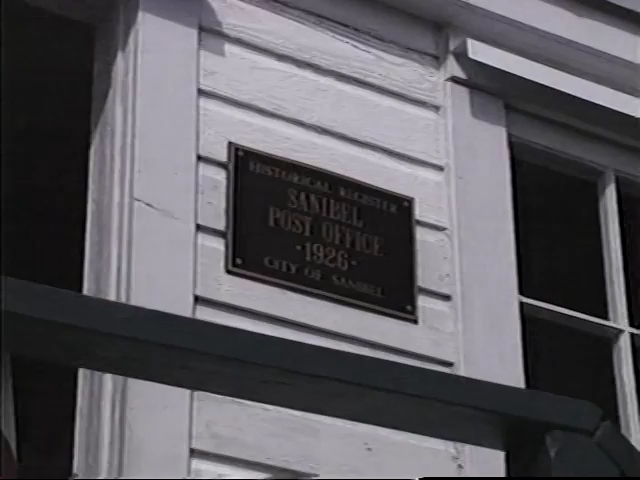 HISTORICAL REGISTER
SANIBEL
POST OFFICE
·1926·
CITY OF SANIBEL